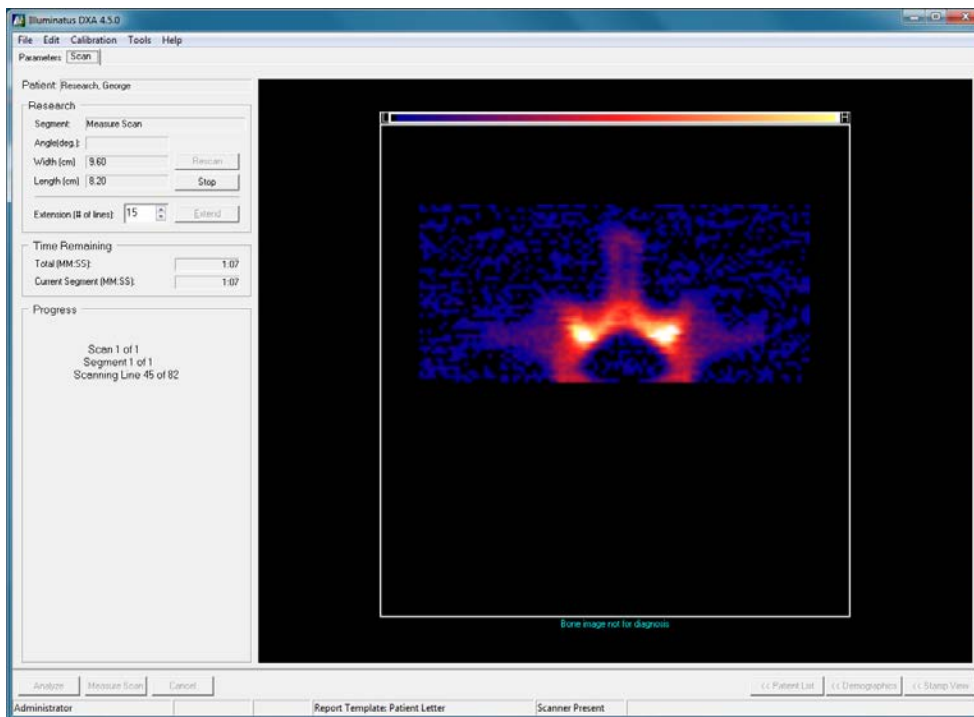 Illuminatus DXA 4.5.0
File Edit Calibration Tools Help
Parameters Scan
Patient: Research, George
Research
Segment: Measure Scan
Angle(deg.):
Width (cm) 9.60 Rescan
Length (cm) 8.20 Stop
Extension (# of lines): 15 Extend
Time Remaining
Total (MM:SS): 1:07
Current Segment (MM:SS): 1:07
Progress
Scan 1 of 1
Segment 1 of 1
Scanning Line 45 of 82
L H
Bone image not for diagnosis
Analyze Measure Scan Cancel << Patient List << Demographics << Stamp View
Administrator Report Template: Patient Letter Scanner Present